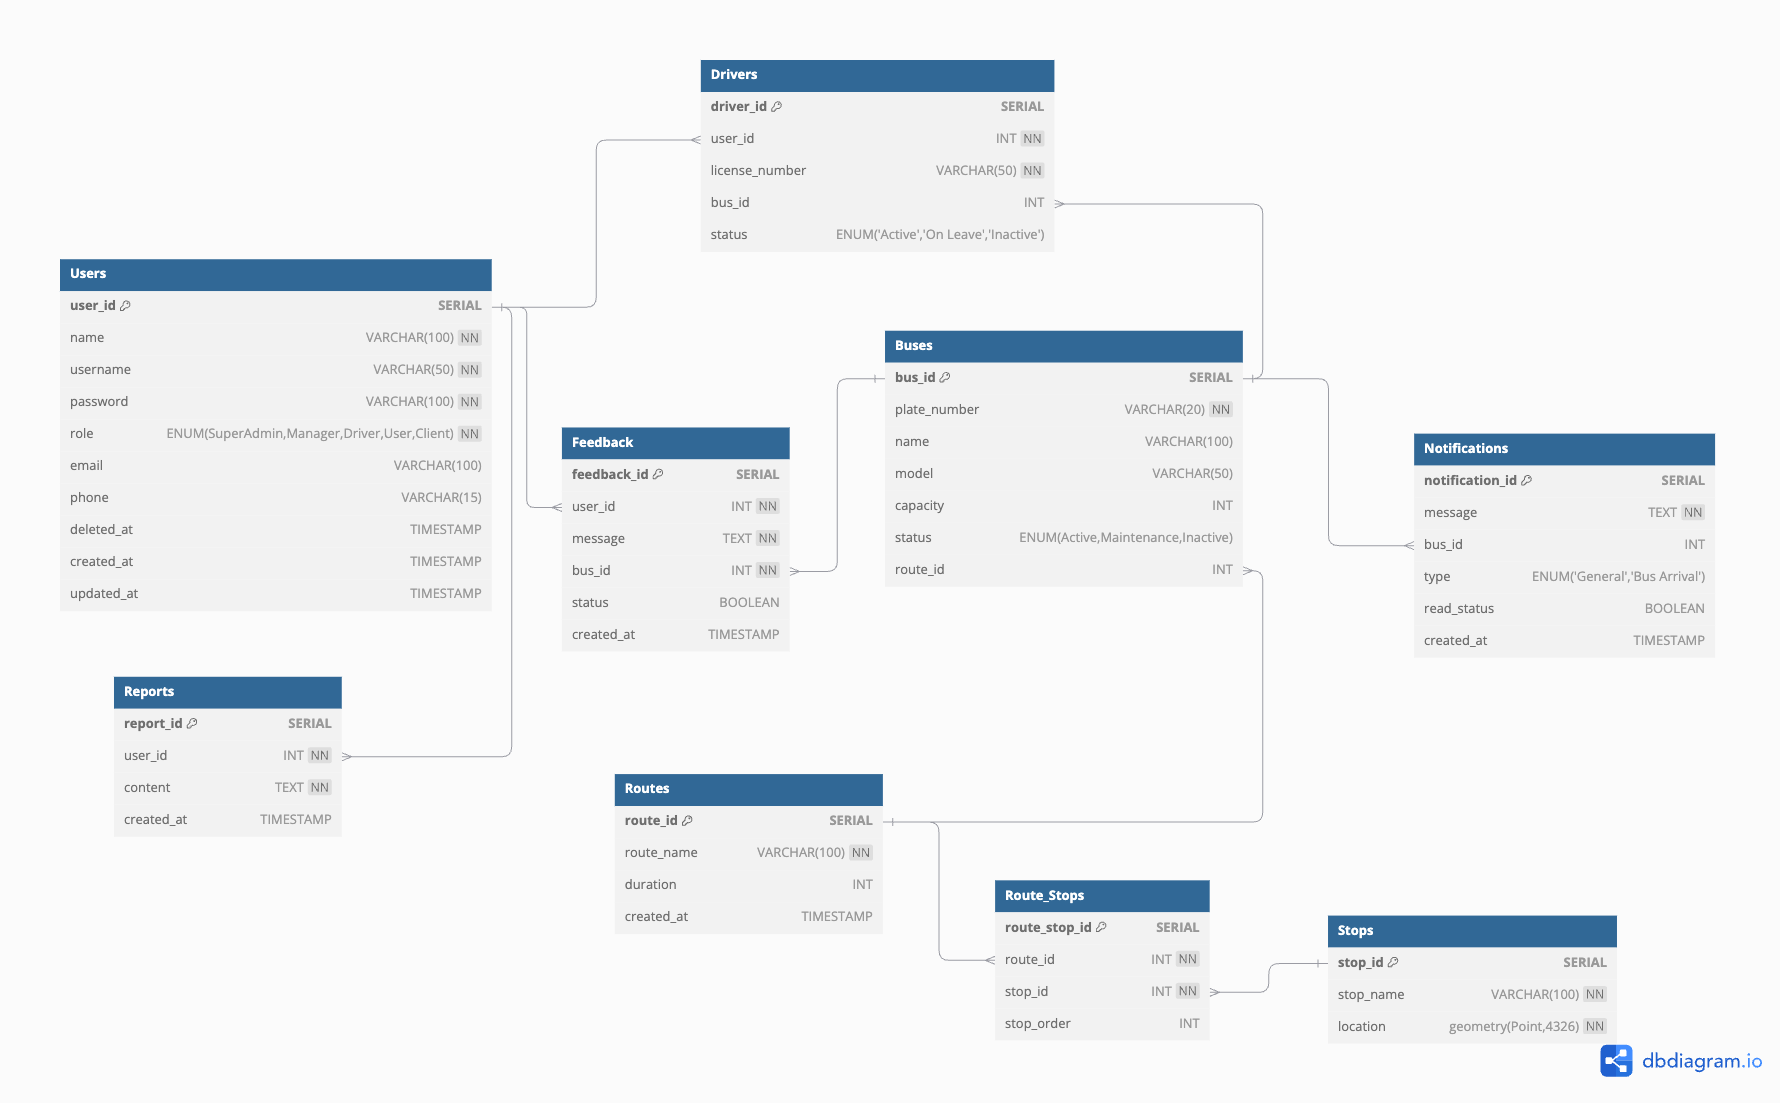 Drivers
driver_id SERIAL
user_id INT NN
license_number VARCHAR(50) NN
bus_id INT
status ENUM('Active','On Leave','Inactive')
Users
user_id SERIAL
name VARCHAR(100) NN
username VARCHAR(50) NN
password VARCHAR(100) NN
role ENUM(SuperAdmin,Manager,Driver,User,Client) NN
email VARCHAR(100)
phone VARCHAR(15)
deleted_at TIMESTAMP
created_at TIMESTAMP
updated_at TIMESTAMP
Buses
bus_id SERIAL
plate_number VARCHAR(20) NN
name VARCHAR(100)
model VARCHAR(50)
capacity INT
status ENUM(Active,Maintenance,Inactive)
route_id INT
Feedback
feedback_id SERIAL
user_id INT NN
message TEXT NN
bus_id INT NN
status BOOLEAN
created_at TIMESTAMP
Notifications
notification_id SERIAL
message TEXT NN
bus_id INT
type ENUM('General','Bus Arrival')
read_status BOOLEAN
created_at TIMESTAMP
Reports
report_id SERIAL
user_id INT NN
content TEXT NN
created_at TIMESTAMP
Routes
route_id SERIAL
route_name VARCHAR(100) NN
duration INT
created_at TIMESTAMP
Route_Stops
route_stop_id SERIAL
route_id INT NN
stop_id INT NN
stop_order INT
Stops
stop_id SERIAL
stop_name VARCHAR(100) NN
location geometry(Point,4326) NN
dbdiagram.io